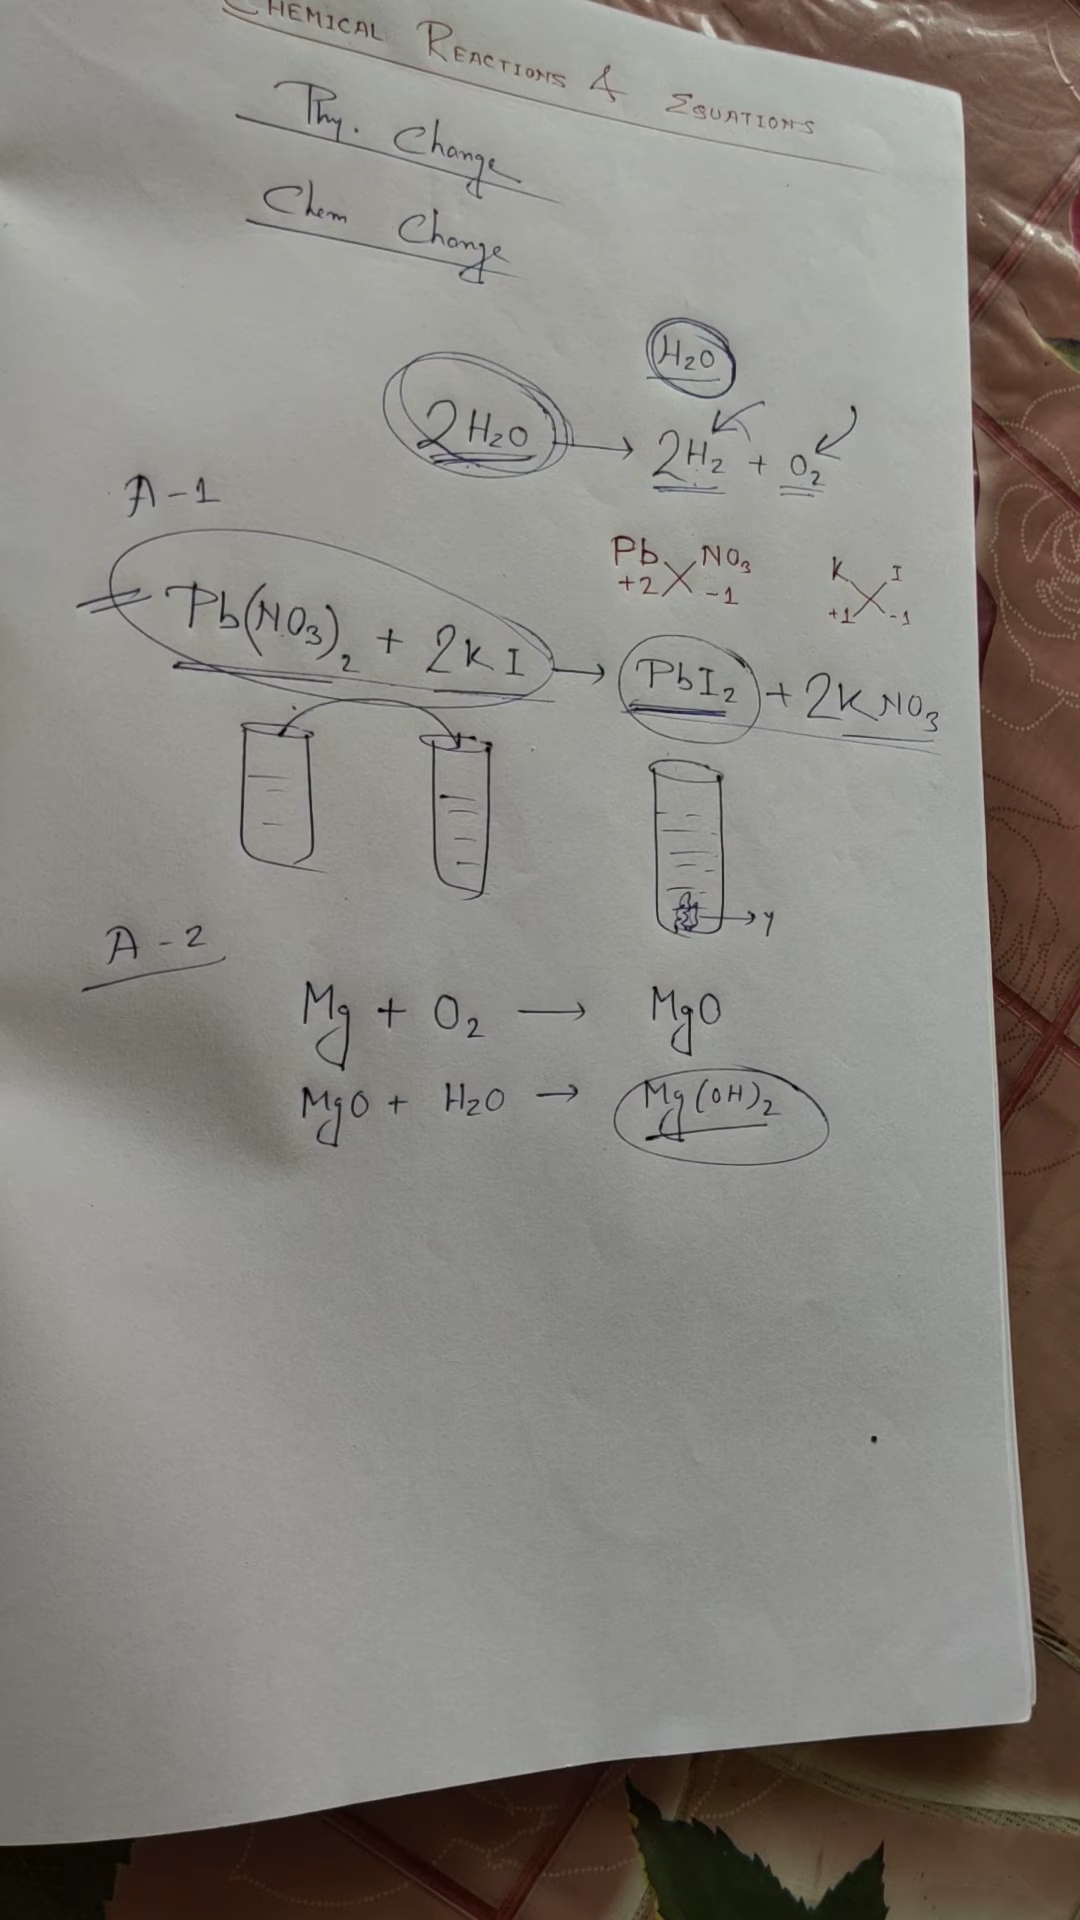 CHEMICAL REACTIONS & EQUATIONS
Phy. Change
Chem Change
H2O
2H2O → 2H2 + O2
A-1
Pb NO3
+2 -1
K I
+1 -1
Pb(NO3)2 + 2KI → PbI2 + 2KNO3
→ y
A-2
Mg + O2 → MgO
MgO + H2O → Mg(OH)2